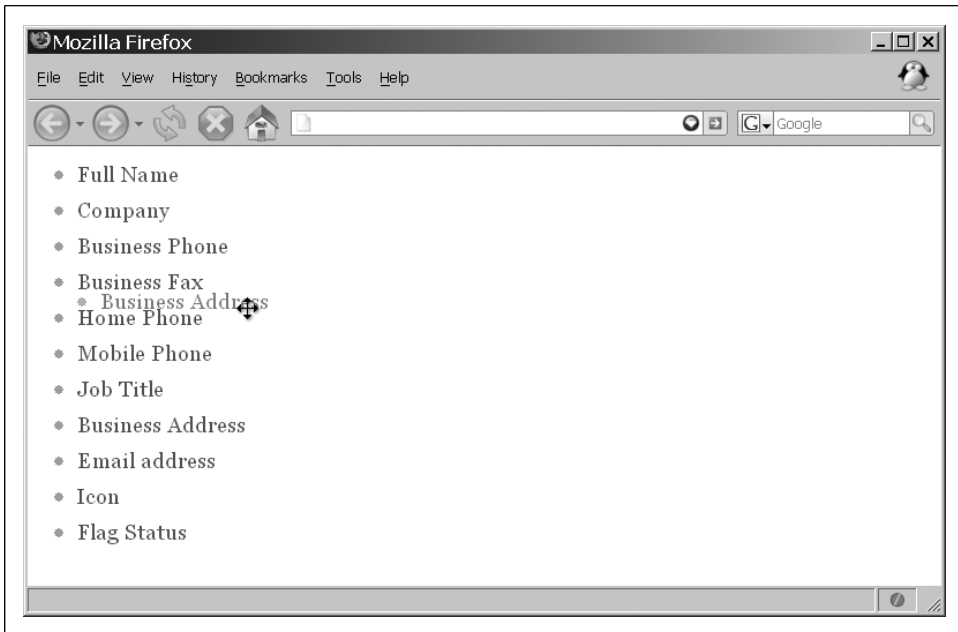 Mozilla Firefox
File Edit View History Bookmarks Tools Help
G Google
Full Name
Company
Business Phone
Business Fax
Business Address
Home Phone
Mobile Phone
Job Title
Business Address
Email address
Icon
Flag Status